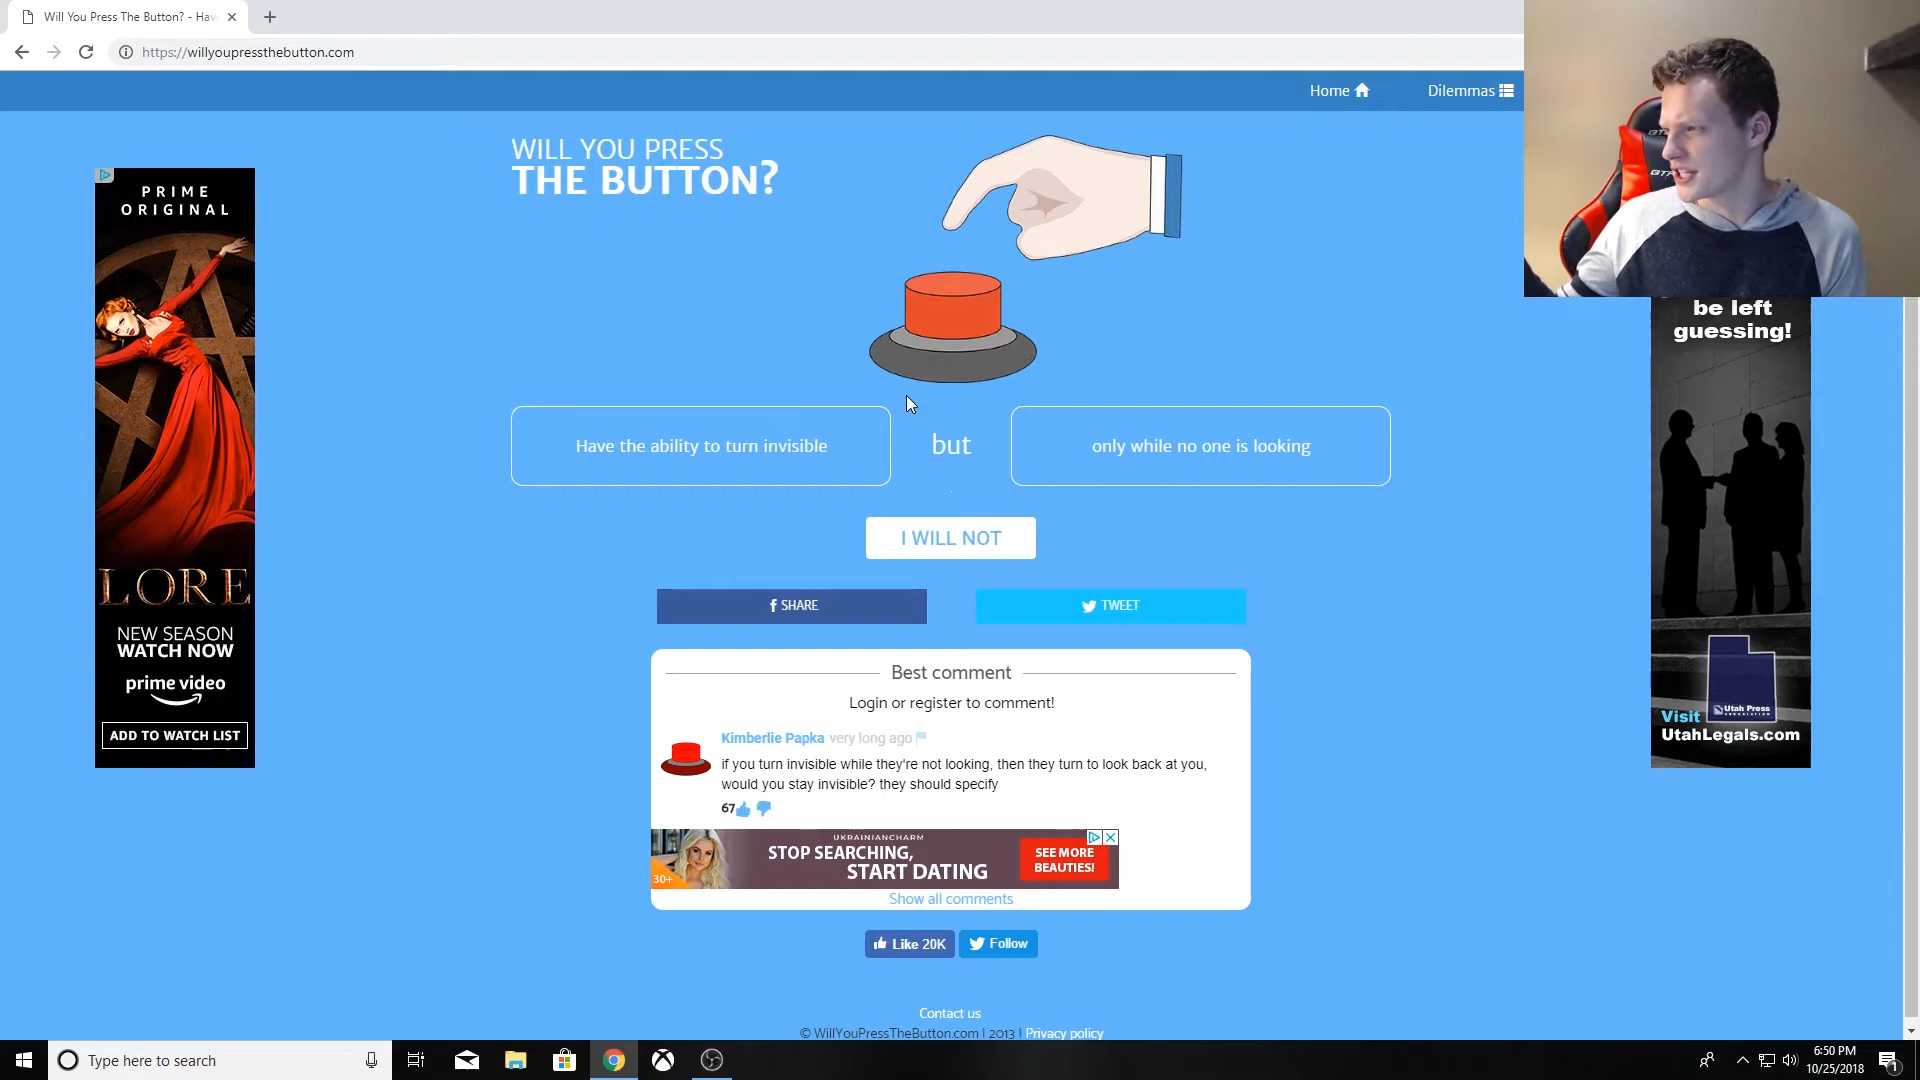 Will You Press The Button? - Hav
https://willyoupressthebutton.com
Home
Dilemmas
WILL YOU PRESS
THE BUTTON?
PRIME
ORIGINAL
LORE
NEW SEASON
WATCH NOW
prime video
ADD TO WATCH LIST
be left
guessing!
Utah Press
Visit
UtahLegals.com
Have the ability to turn invisible
but
only while no one is looking
I WILL NOT
SHARE
TWEET
Best comment
Login or register to comment!
Kimberlie Papka very long ago
if you turn invisible while they're not looking, then they turn to look back at you,
would you stay invisible? they should specify
67
UKRAINIANCHARM
STOP SEARCHING,
START DATING
SEE MORE
BEAUTIES!
30+
Show all comments
Like 20K
Follow
Contact us
© WillYouPressTheButton.com | 2013 | Privacy policy
Type here to search
6:50 PM
10/25/2018
1